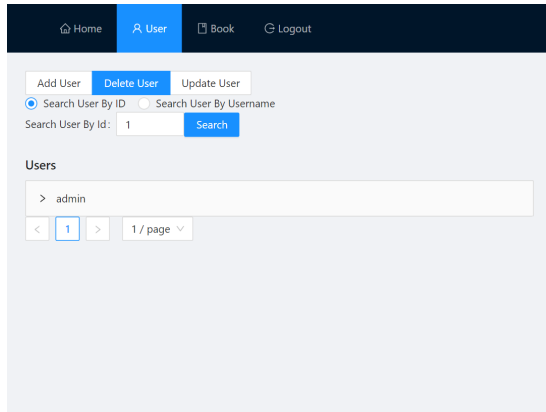 Home User Book Logout
Add User Delete User Update User
Search User By ID Search User By Username
Search User By Id: 1 Search
Users
> admin
< 1 > 1 / page